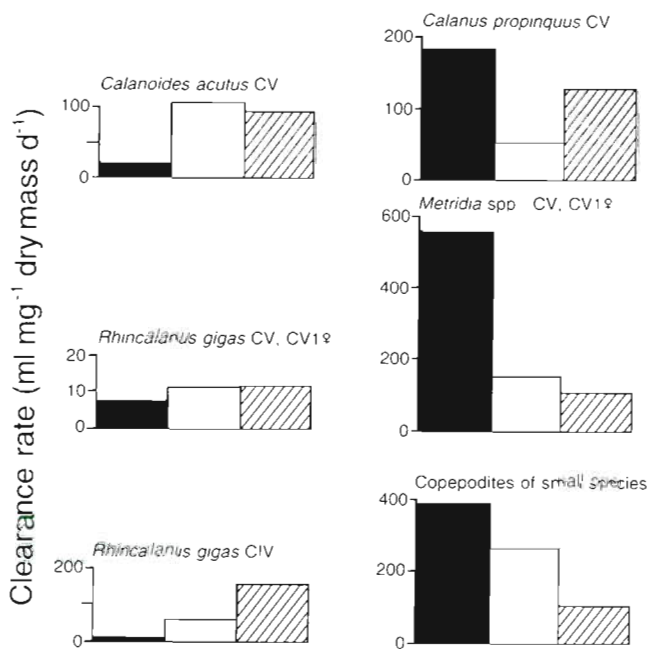 Clearance rate (ml mg⁻¹ dry mass d⁻¹)
Calanoides acutus CV
100
0
Calanus propinquus CV
200
100
0
Metridia spp CV, CV1♀
600
400
200
0
Rhincalanus gigas CV, CV1♀
20
10
0
Copepodites of small species
400
200
0
Rhincalanus gigas CIV
200
0